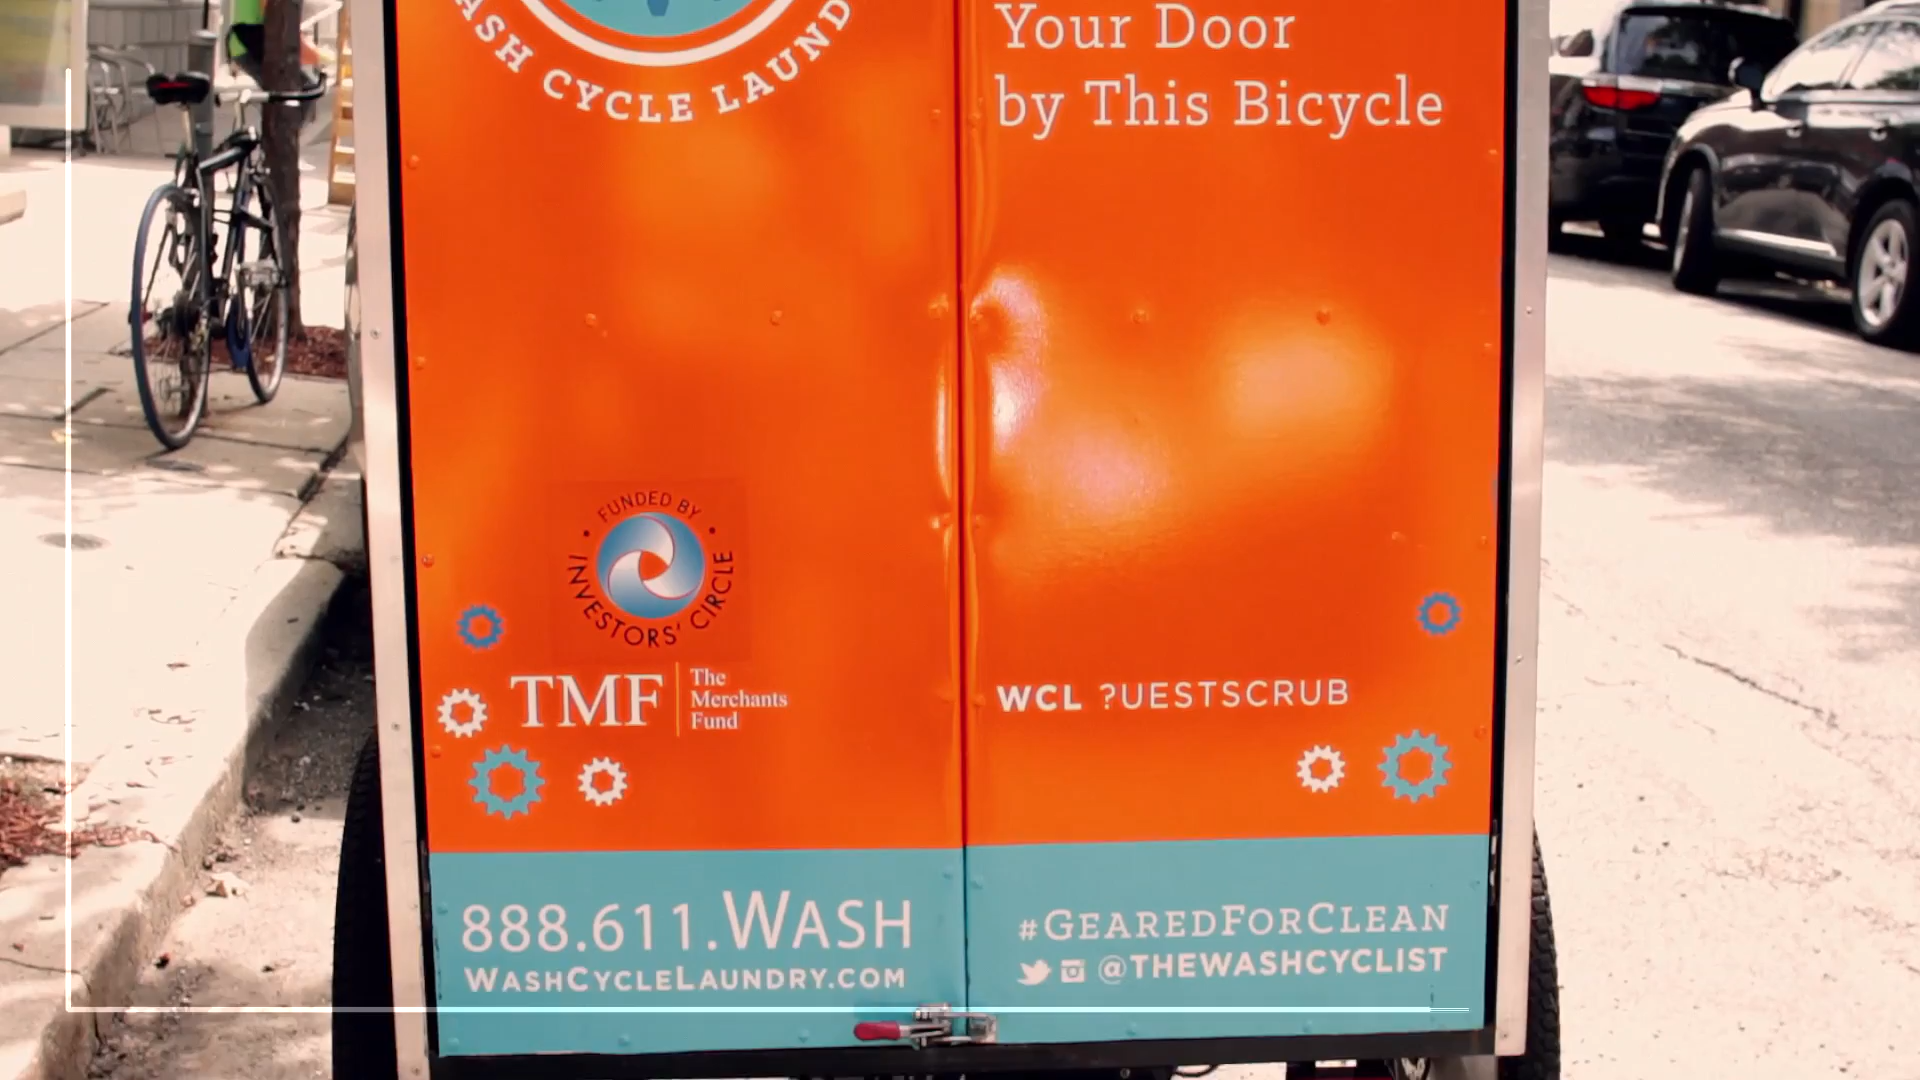 ASH CYCLE LAUND
Your Door
by This Bicycle
FUNDED BY
INVESTORS' CIRCLE
TMF
The
Merchants
Fund
WCL ?UESTSCRUB
888.611.WASH
WASHCYCLELAUNDRY.COM
#GEAREDFORCLEAN
@THEWASHCYCLIST